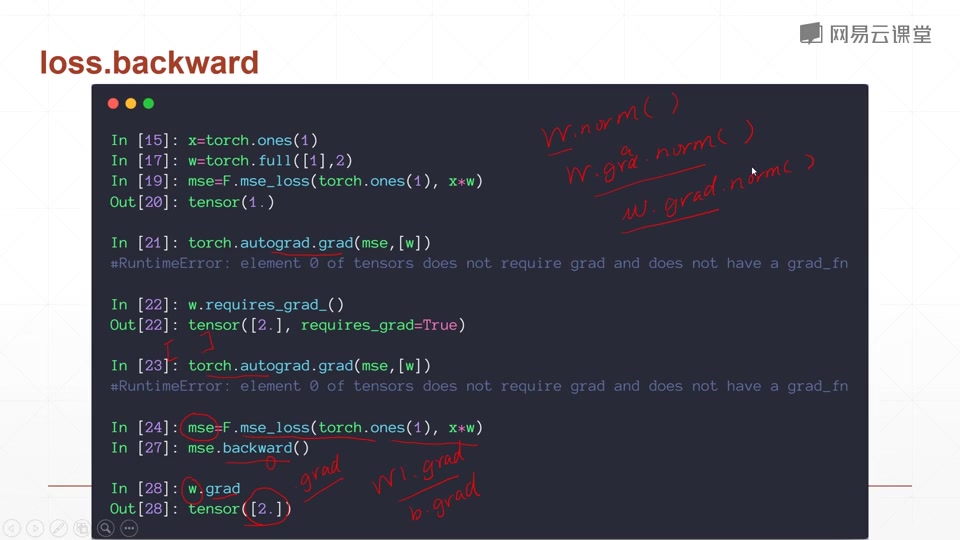 网易云课堂
loss.backward
In [15]: x=torch.ones(1)
In [17]: w=torch.full([1],2)
In [19]: mse=F.mse_loss(torch.ones(1), x*w)
Out[20]: tensor(1.)
In [21]: torch.autograd.grad(mse,[w])
#RuntimeError: element 0 of tensors does not require grad and does not have a grad_fn
In [22]: w.requires_grad_()
Out[22]: tensor([2.], requires_grad=True)
In [23]: torch.autograd.grad(mse,[w])
#RuntimeError: element 0 of tensors does not require grad and does not have a grad_fn
In [24]: mse=F.mse_loss(torch.ones(1), x*w)
In [27]: mse.backward()
In [28]: w.grad
Out[28]: tensor([2.])
W.norm( )
W.grad.norm( )
w.grad.norm( )
[ ]
.grad
W1.grad
b.grad